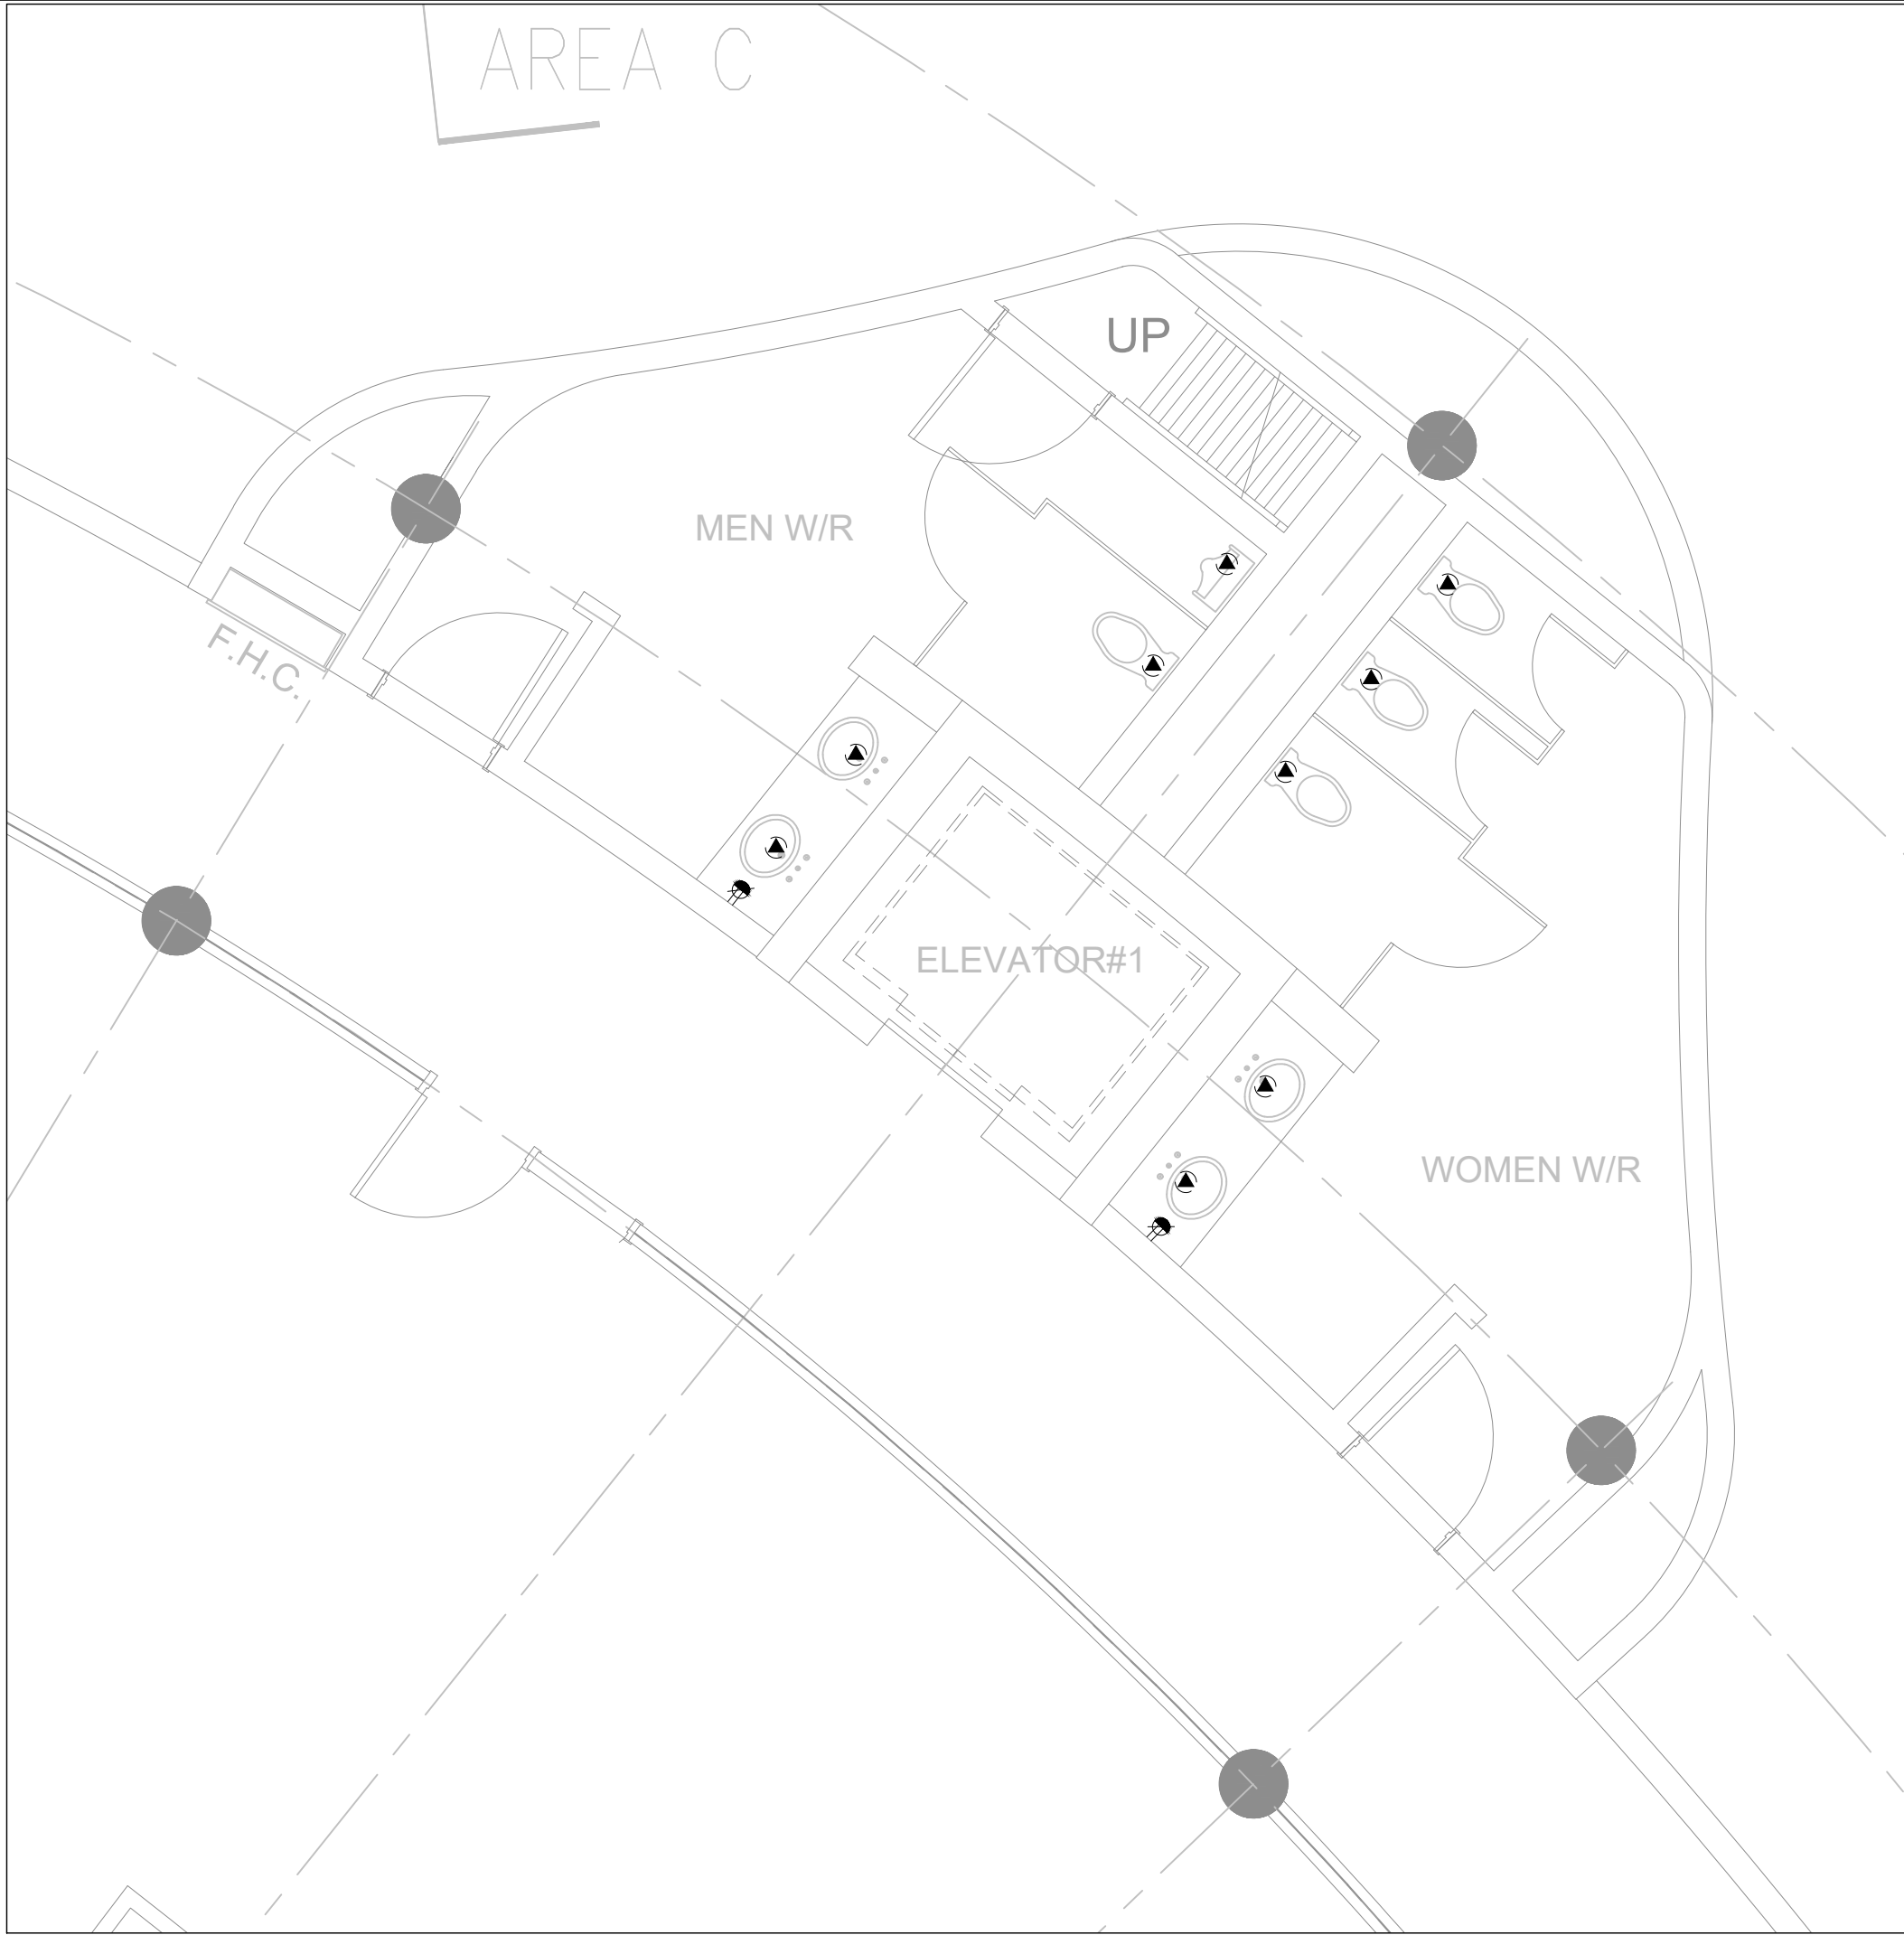 AREA C
UP
MEN W/R
F.H.C.
ELEVATOR#1
WOMEN W/R